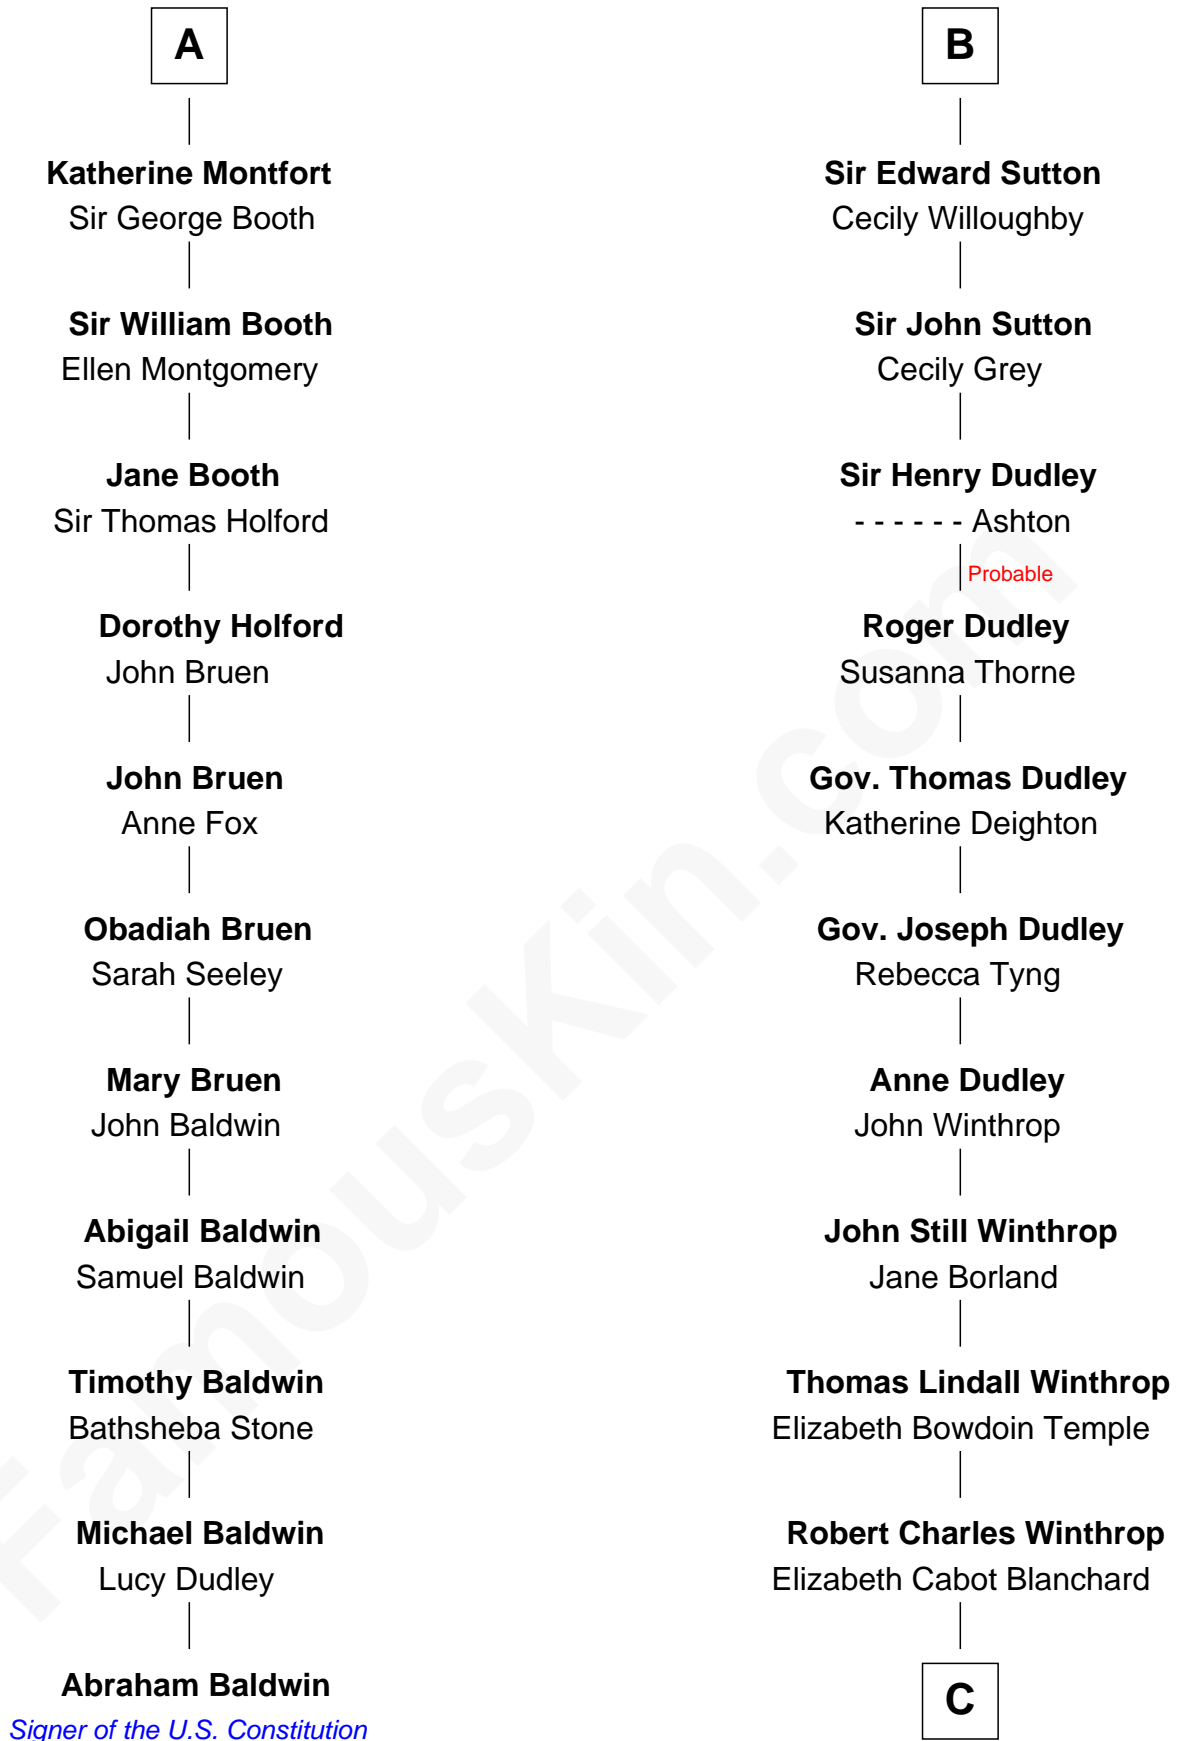 A
Katherine Montfort
Sir George Booth
Sir William Booth
Ellen Montgomery
Jane Booth
Sir Thomas Holford
Dorothy Holford
John Bruen
John Bruen
Anne Fox
Obadiah Bruen
Sarah Seeley
Mary Bruen
John Baldwin
Abigail Baldwin
Samuel Baldwin
Timothy Baldwin
Bathsheba Stone
Michael Baldwin
Lucy Dudley
Abraham Baldwin
Signer of the U.S. Constitution
B
Sir Edward Sutton
Cecily Willoughby
Sir John Sutton
Cecily Grey
Sir Henry Dudley
- - - - - - Ashton
Probable
Roger Dudley
Susanna Thorne
Gov. Thomas Dudley
Katherine Deighton
Gov. Joseph Dudley
Rebecca Tyng
Anne Dudley
John Winthrop
John Still Winthrop
Jane Borland
Thomas Lindall Winthrop
Elizabeth Bowdoin Temple
Robert Charles Winthrop
Elizabeth Cabot Blanchard
C
FamousKin.com